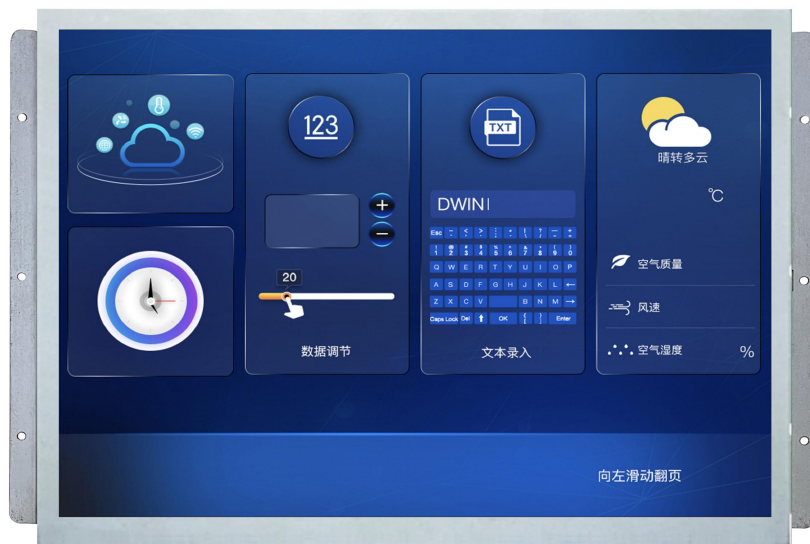 123
20
数据调节
TXT
DWIN
Esc
Q W E R T Y U I O P
A S D F G H J K L ←
Z X C V B N M →
Caps Lock Del OK { } Enter
文本录入
晴转多云
℃
空气质量
风速
空气湿度 %
向左滑动翻页